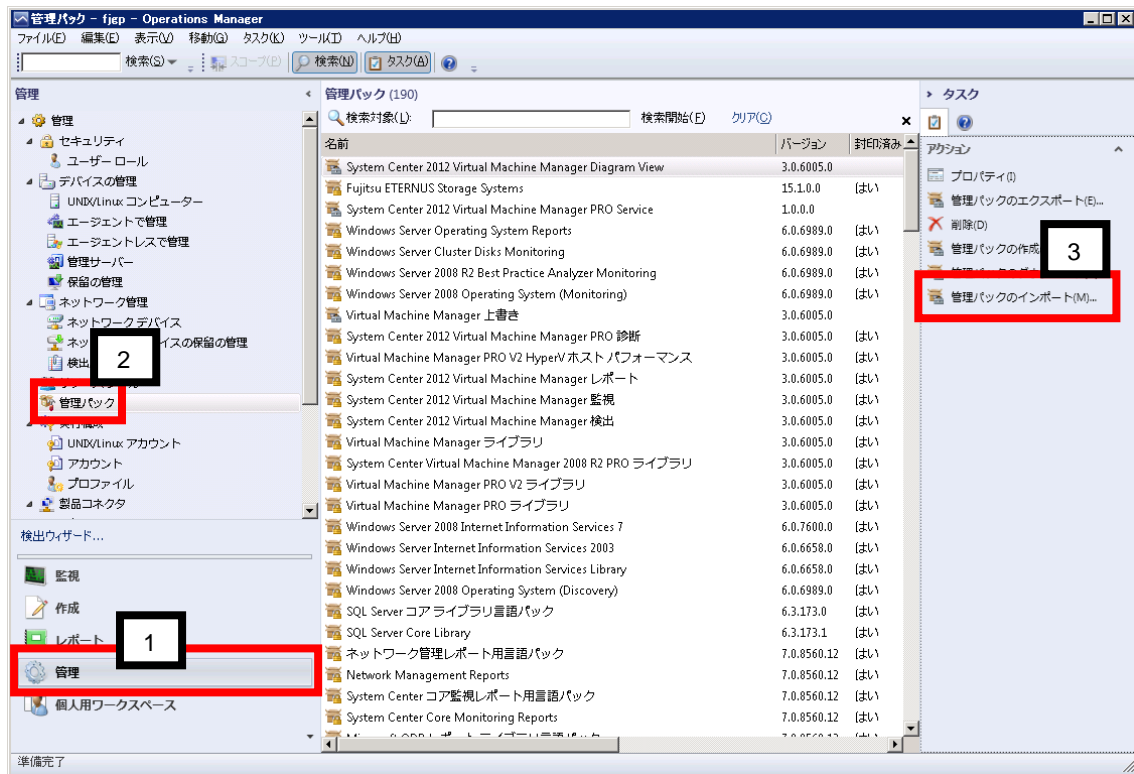 管理パック - fjgp - Operations Manager
ファイル(F) 編集(E) 表示(V) 移動(G) タスク(K) ツール(T) ヘルプ(H)
検索(S) スコープ(P) 検索(N) タスク(A)
管理
管理
セキュリティ
ユーザー ロール
デバイスの管理
UNIX/Linux コンピューター
エージェントで管理
エージェントレスで管理
管理サーバー
保留の管理
ネットワーク管理
ネットワーク デバイス
ネッ イスの保留の管理
検出
2
管理パック
UNIX/Linux アカウント
アカウント
プロファイル
製品コネクタ
検出ウィザード...
監視
作成
レポート
1
管理
個人用ワークスペース
準備完了
管理パック (190)
検索対象(L): 検索開始(F) クリア(C)
名前 バージョン 封印済み
System Center 2012 Virtual Machine Manager Diagram View 3.0.6005.0
Fujitsu ETERNUS Storage Systems 15.1.0.0 はい
System Center 2012 Virtual Machine Manager PRO Service 1.0.0.0
Windows Server Operating System Reports 6.0.6989.0 はい
Windows Server Cluster Disks Monitoring 6.0.6989.0 はい
Windows Server 2008 R2 Best Practice Analyzer Monitoring 6.0.6989.0 はい
Windows Server 2008 Operating System (Monitoring) 6.0.6989.0 はい
Virtual Machine Manager 上書き 3.0.6005.0
System Center 2012 Virtual Machine Manager PRO 診断 3.0.6005.0 はい
Virtual Machine Manager PRO V2 HyperV ホスト パフォーマンス 3.0.6005.0 はい
System Center 2012 Virtual Machine Manager レポート 3.0.6005.0 はい
System Center 2012 Virtual Machine Manager 監視 3.0.6005.0 はい
System Center 2012 Virtual Machine Manager 検出 3.0.6005.0 はい
Virtual Machine Manager ライブラリ 3.0.6005.0 はい
System Center Virtual Machine Manager 2008 R2 PRO ライブラリ 3.0.6005.0 はい
Virtual Machine Manager PRO V2 ライブラリ 3.0.6005.0 はい
Virtual Machine Manager PRO ライブラリ 3.0.6005.0 はい
Windows Server 2008 Internet Information Services 7 6.0.7600.0 はい
Windows Server Internet Information Services 2003 6.0.6658.0 はい
Windows Server Internet Information Services Library 6.0.6658.0 はい
Windows Server 2008 Operating System (Discovery) 6.0.6989.0 はい
SQL Server コア ライブラリ言語パック 6.3.173.0 はい
SQL Server Core Library 6.3.173.1 はい
ネットワーク管理レポート用言語パック 7.0.8560.12 はい
Network Management Reports 7.0.8560.12 はい
System Center コア監視レポート用言語パック 7.0.8560.12 はい
System Center Core Monitoring Reports 7.0.8560.12 はい
タスク
アクション
プロパティ(I)
管理パックのエクスポート(E)...
削除(D)
管理パックの作成
3
管理パックのインポート(M)...